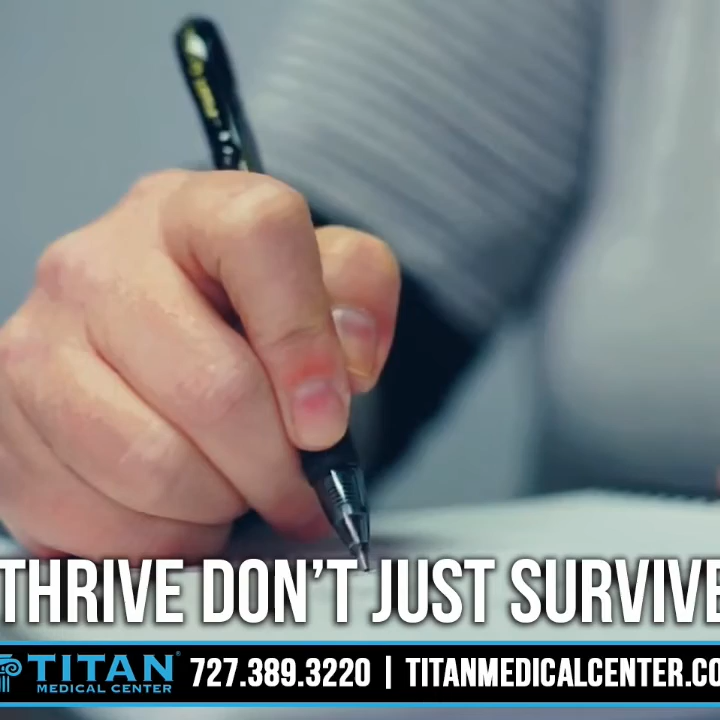 THRIVE DON'T JUST SURVIVE
TITAN®
MEDICAL CENTER
727.389.3220 | TITANMEDICALCENTER.CO